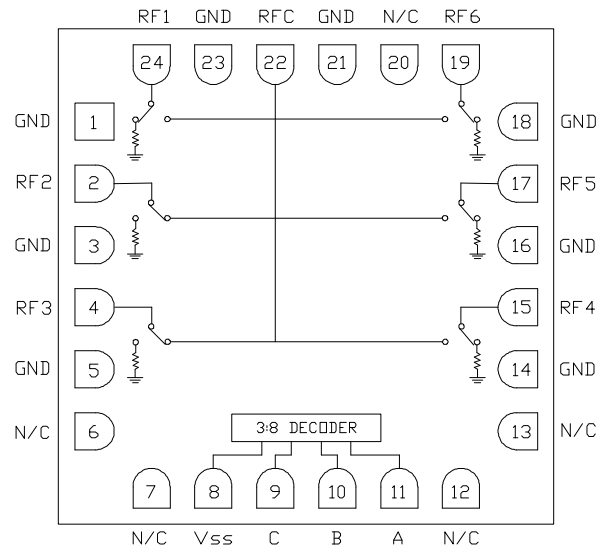 RF1 GND RFC GND N/C RF6
24 23 22 21 20 19
GND 1 18 GND
RF2 2 17 RF5
GND 3 16 GND
RF3 4 15 RF4
GND 5 14 GND
N/C 6 13 N/C
3:8 DECODER
7 8 9 10 11 12
N/C Vss C B A N/C